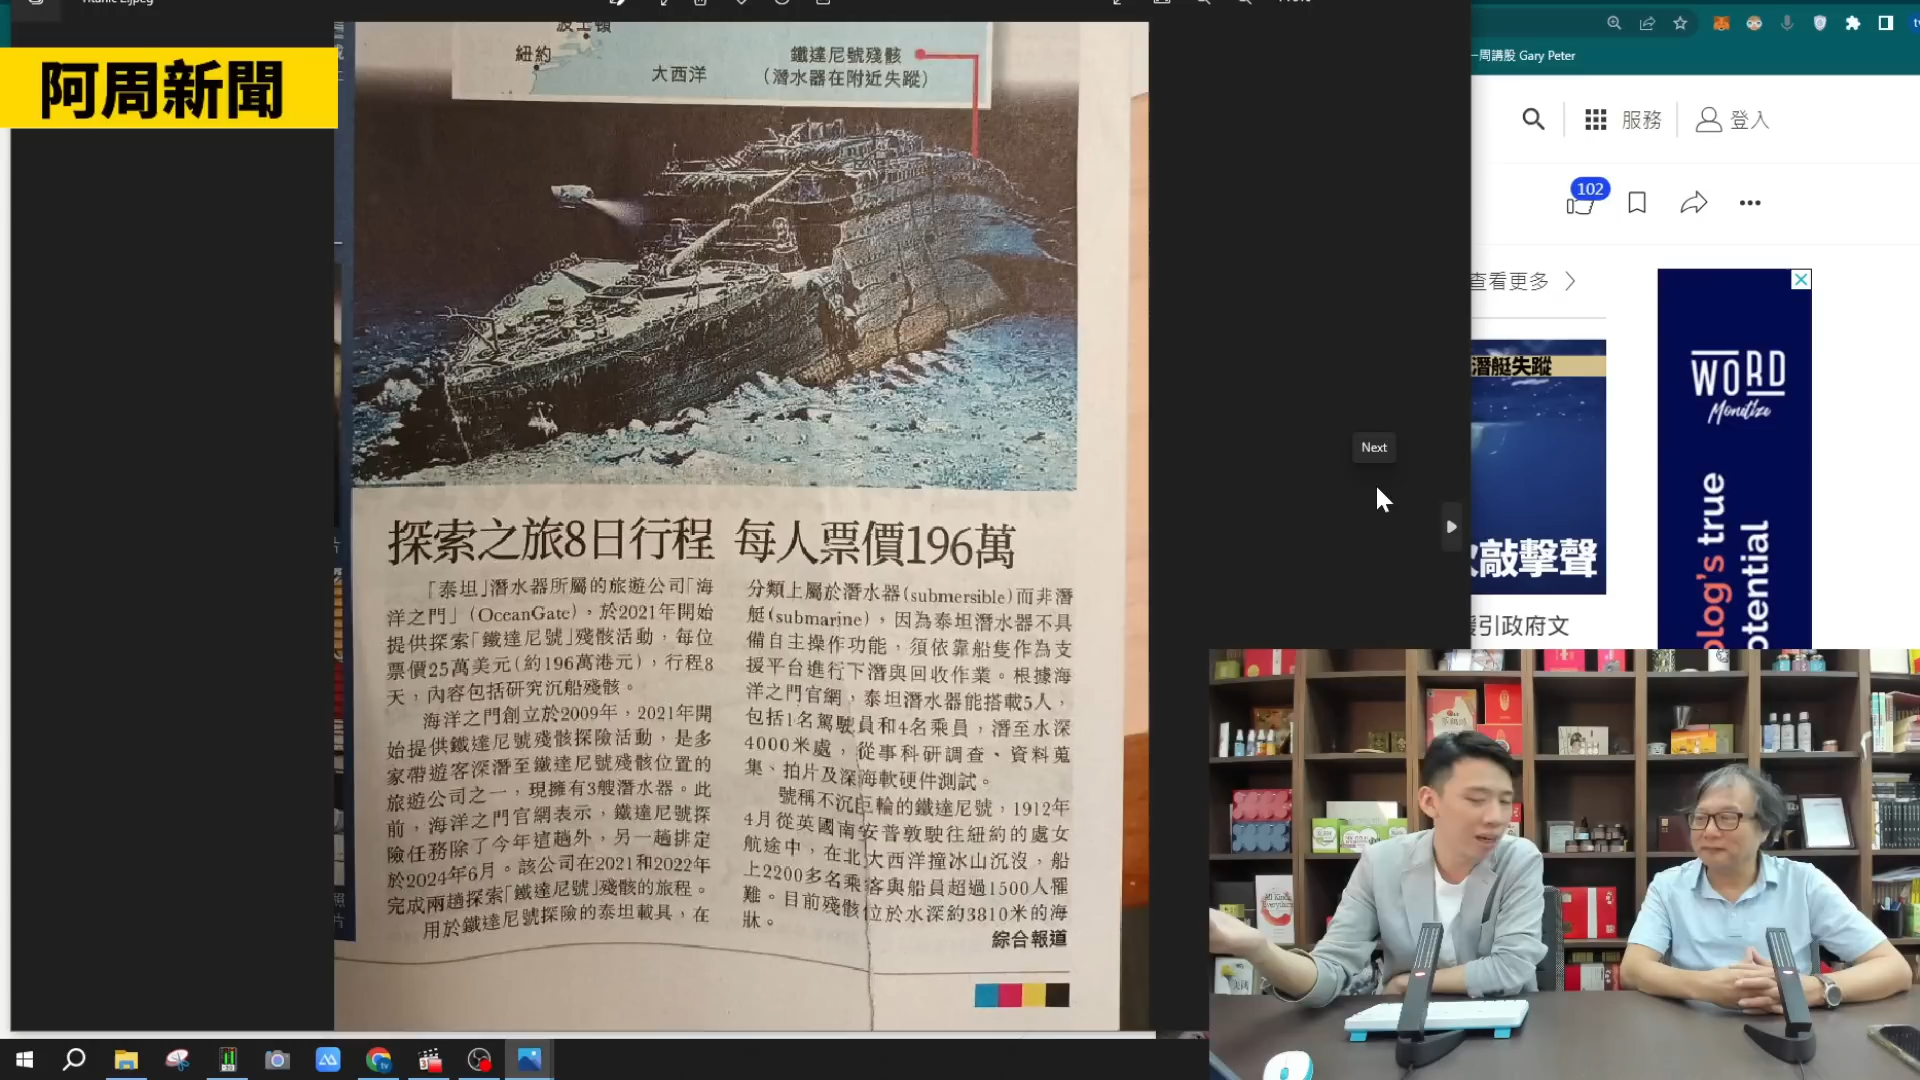 阿周新聞
紐約
大西洋
鐵達尼號殘骸
(潛水器在附近失蹤)
探索之旅8日行程 每人票價196萬
「泰坦」潛水器所屬的旅遊公司「海
洋之門」(OceanGate),於2021年開始
提供探索「鐵達尼號」殘骸活動,每位
票價25萬美元(約196萬港元),行程8
天,內容包括研究沉船殘骸。
海洋之門創立於2009年,2021年開
始提供鐵達尼號殘骸探險活動,是多
家帶遊客深潛至鐵達尼號殘骸位置的
旅遊公司之一,現擁有3艘潛水器。此
前,海洋之門官網表示,鐵達尼號探
險任務除了今年這趟外,另一趟排定
於2024年6月。該公司在2021和2022年
完成兩趟探索「鐵達尼號」殘骸的旅程。
用於鐵達尼號探險的泰坦載具,在
分類上屬於潛水器(submersible)而非潛
艇(submarine),因為泰坦潛水器不具
備自主操作功能,須依靠船隻作為支
援平台進行下潛與回收作業。根據海
洋之門官網,泰坦潛水器能搭載5人,
包括1名駕駛員和4名乘員,潛至水深
4000米處,從事科研調查、資料蒐
集、拍片及深海軟硬件測試。
號稱不沉巨輪的鐵達尼號,1912年
4月從英國南安普敦駛往紐約的處女
航途中,在北大西洋撞冰山沉沒,船
上2200多名乘客與船員超過1500人罹
難。目前殘骸位於水深約3810米的海
牀。
綜合報道
Next
一周講股 Gary Peter
服務
登入
102
查看更多
潛艇失蹤
敲擊聲
援引政府文
WORD
Monetize
blog's true
potential